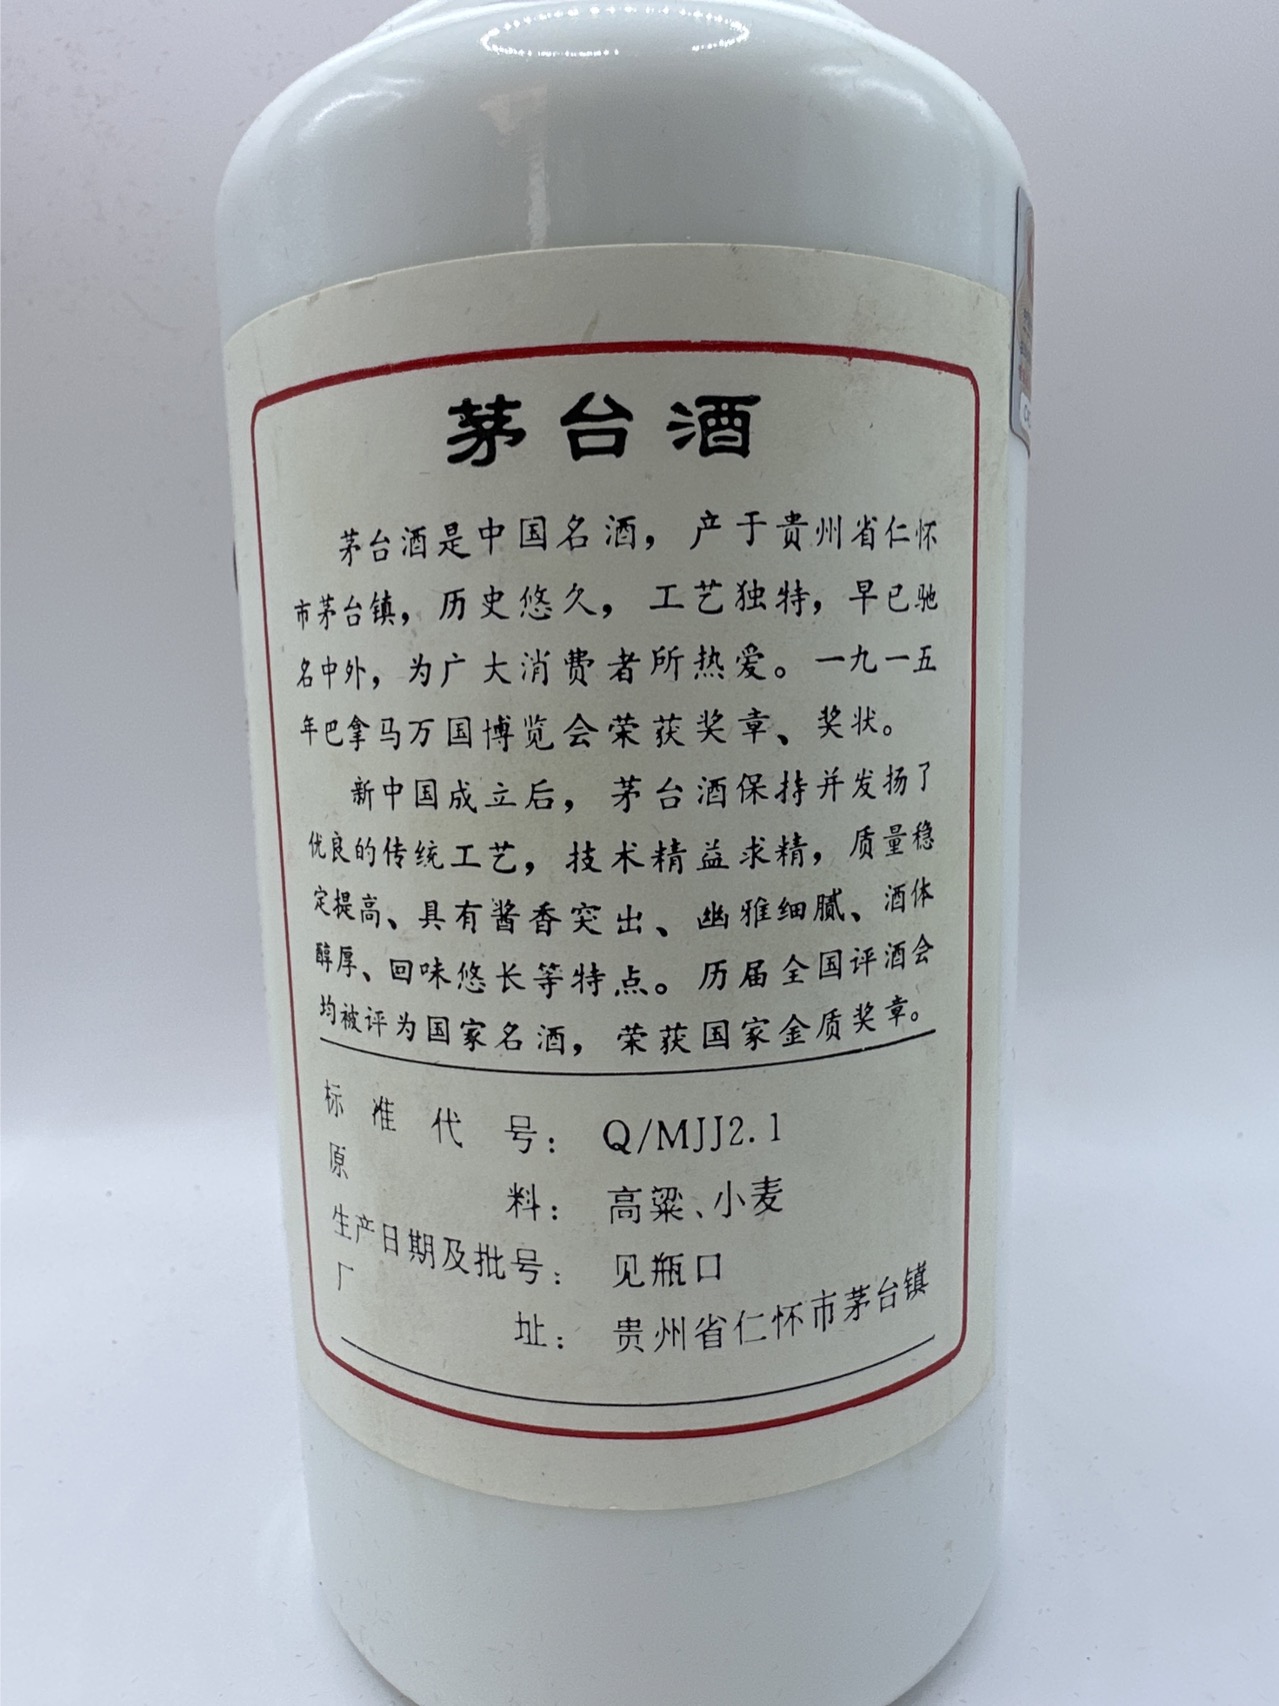 茅台酒
茅台酒是中国名酒，产于贵州省仁怀
市茅台镇，历史悠久，工艺独特，早已驰
名中外，为广大消费者所热爱。一九一五
年巴拿马万国博览会荣获奖章、奖状。
新中国成立后，茅台酒保持并发扬了
优良的传统工艺，技术精益求精，质量稳
定提高、具有酱香突出、幽雅细腻、酒体
醇厚、回味悠长等特点。历届全国评酒会
均被评为国家名酒，荣获国家金质奖章。
标准代号：Q/MJJ2.1
原料：高粱、小麦
生产日期及批号：见瓶口
厂址：贵州省仁怀市茅台镇